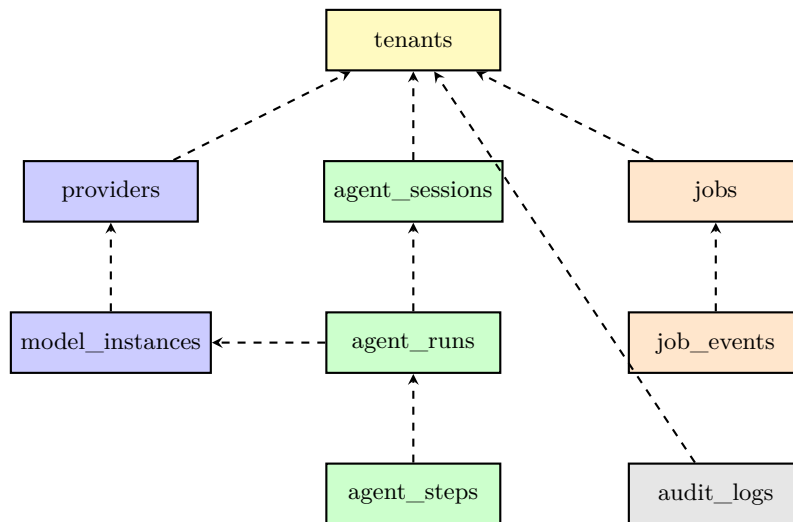 tenants
providers
agent_sessions
jobs
model_instances
agent_runs
job_events
agent_steps
audit_logs